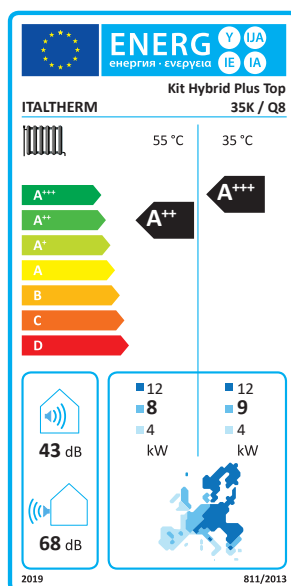 ENERG Y IJA
енергия · ενεργεια IE IA
Kit Hybrid Plus Top
ITALTHERM 35K / Q8
55 °C 35 °C
A+++
A+++
A++
A++
A+
A
B
C
D
12 12
8 9
4 4
kW kW
43 dB
68 dB
2019 811/2013